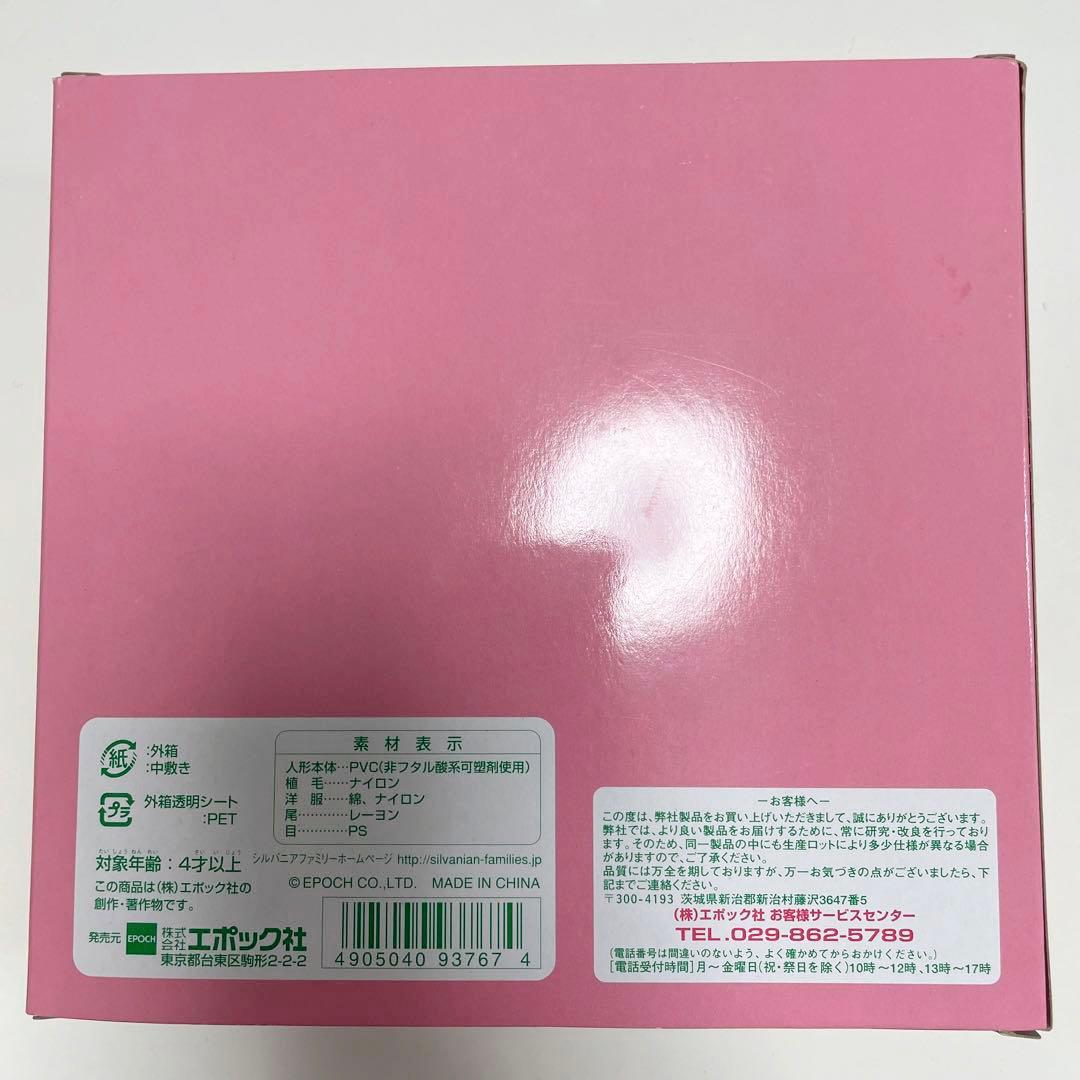 紙 :外箱
:中敷き
プラ 外箱透明シート
:PET
素材表示
人形本体…PVC(非フタル酸系可塑剤使用)
植毛……ナイロン
洋服……綿、ナイロン
尾…………レーヨン
目…………PS
たいしょうねんれい さい いじょう
対象年齢:4才以上
シルバニアファミリーホームページ http://silvanian-families.jp
この商品は(株)エポック社の
創作・著作物です。
©EPOCH CO.,LTD. MADE IN CHINA
発売元 EPOCH 株式会社エポック社
東京都台東区駒形2-2-2
4905040 93767 4
−お客様へ−
この度は、弊社製品をお買い上げいただきまして、誠にありがとうございます。
弊社では、より良い製品をお届けするために、常に研究・改良を行っており
ます。そのため、同一製品の中にも生産ロットにより多少仕様が異なる場合
がありますので、ご了承ください。
品質には万全を期しておりますが、万一お気づきの点がございましたら、下
記までご連絡ください。
〒300-4193 茨城県新治郡新治村藤沢3647番5
(株)エポック社 お客様サービスセンター
TEL.029-862-5789
(電話番号は間違いのないよう、よく確かめてからおかけください。)
[電話受付時間]月〜金曜日(祝・祭日を除く)10時〜12時、13時〜17時